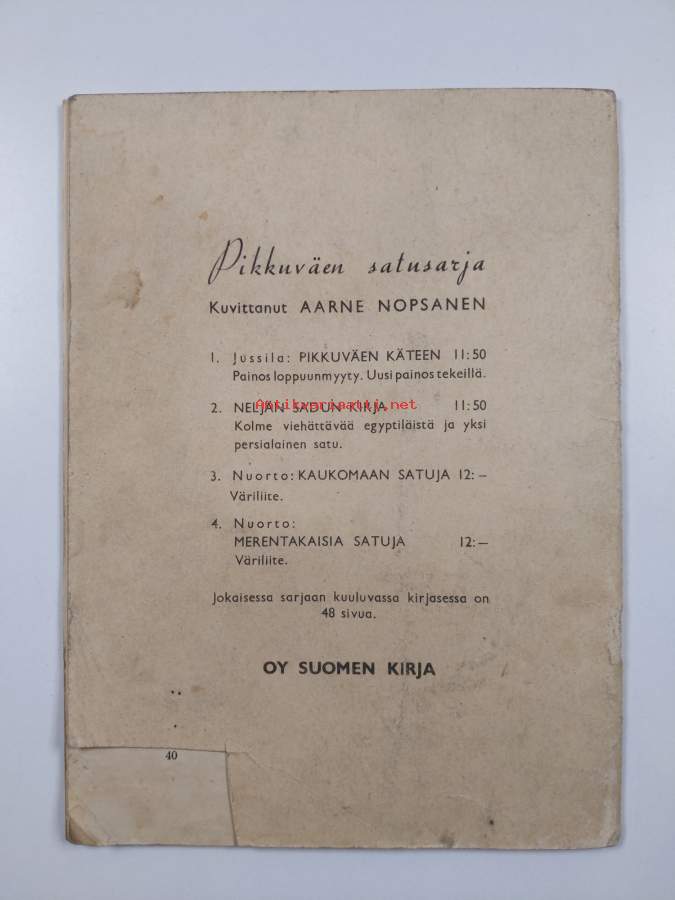 Pikkuväen satusarja
Kuvittanut AARNE NOPSANEN
1. Jussila: PIKKUVÄEN KÄTEEN 11:50
Painos loppuunmyyty. Uusi painos tekeillä.
2. NELJÄN SADUN KIRJA 11:50
Antikvariaatti.net
Kolme viehättävää egyptiläistä ja yksi
persialainen satu.
3. Nuorto: KAUKOMAAN SATUJA 12:—
Väriliite.
4. Nuorto:
MERENTAKAISIA SATUJA 12:—
Väriliite.
Jokaisessa sarjaan kuuluvassa kirjasessa on
48 sivua.
OY SUOMEN KIRJA
40